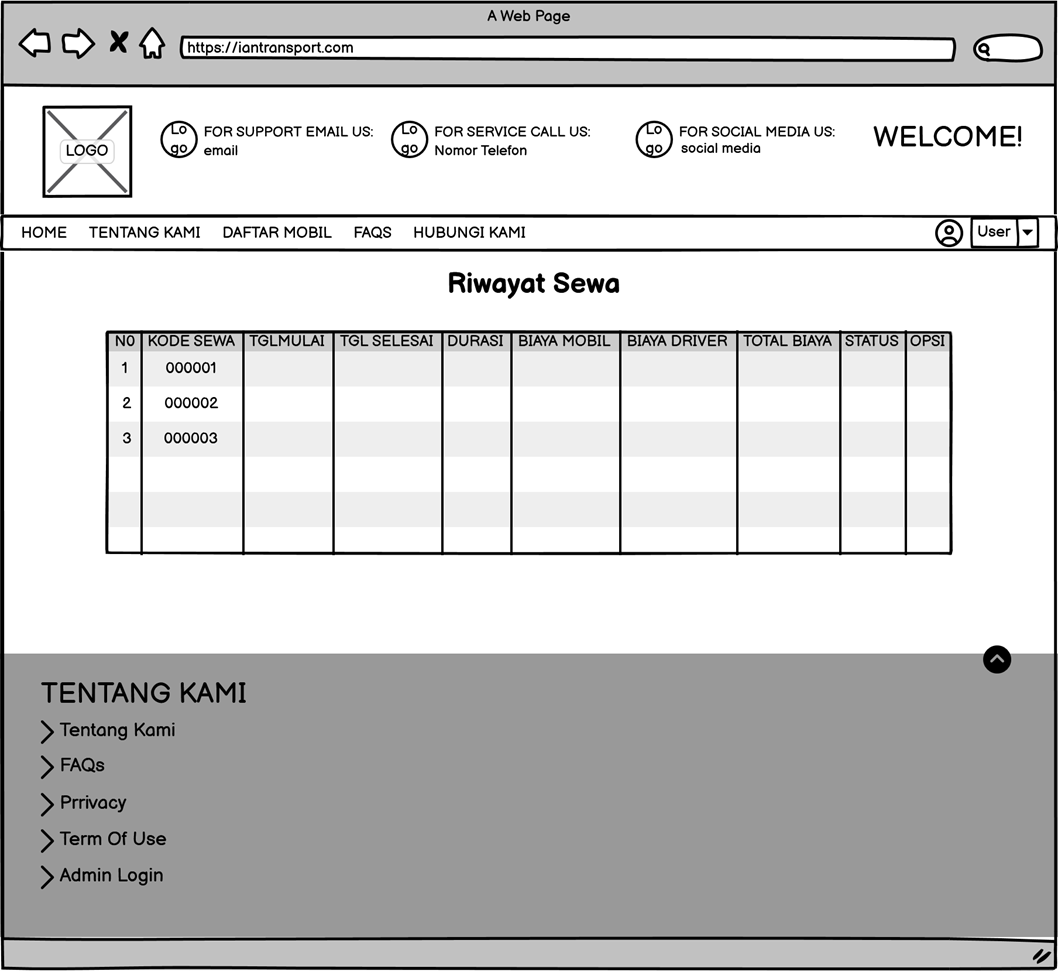 A Web Page
https://iantransport.com
LOGO
Lo
go
FOR SUPPORT EMAIL US:
email
Lo
go
FOR SERVICE CALL US:
Nomor Telefon
Lo
go
FOR SOCIAL MEDIA US:
social media
WELCOME!
HOME TENTANG KAMI DAFTAR MOBIL FAQS HUBUNGI KAMI User
Riwayat Sewa
N0 KODE SEWA TGLMULAI TGL SELESAI DURASI BIAYA MOBIL BIAYA DRIVER TOTAL BIAYA STATUS OPSI
1 000001
2 000002
3 000003
TENTANG KAMI
Tentang Kami
FAQs
Prrivacy
Term Of Use
Admin Login